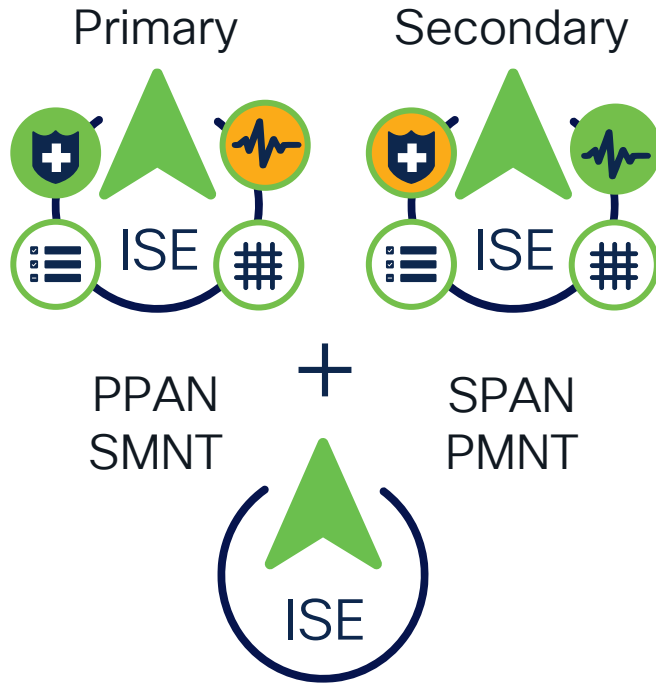 Primary
Secondary
ISE
ISE
+
PPAN
SMNT
SPAN
PMNT
ISE